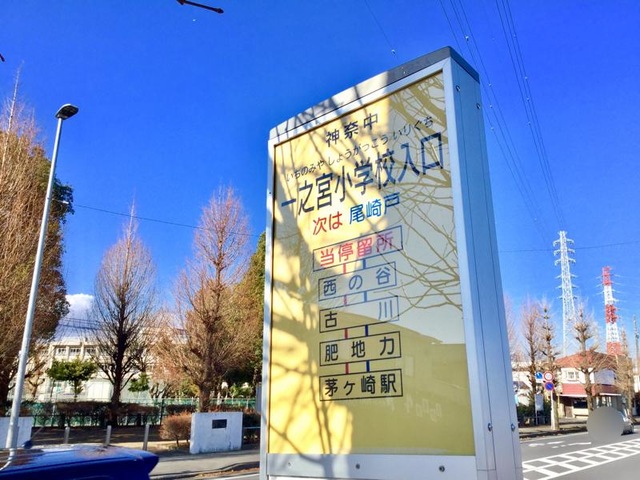 神奈中
いちのみやしょうがっこういりぐち
一之宮小学校入口
次は 尾崎戸
当停留所
西の谷
古川
肥地力
茅ヶ崎駅